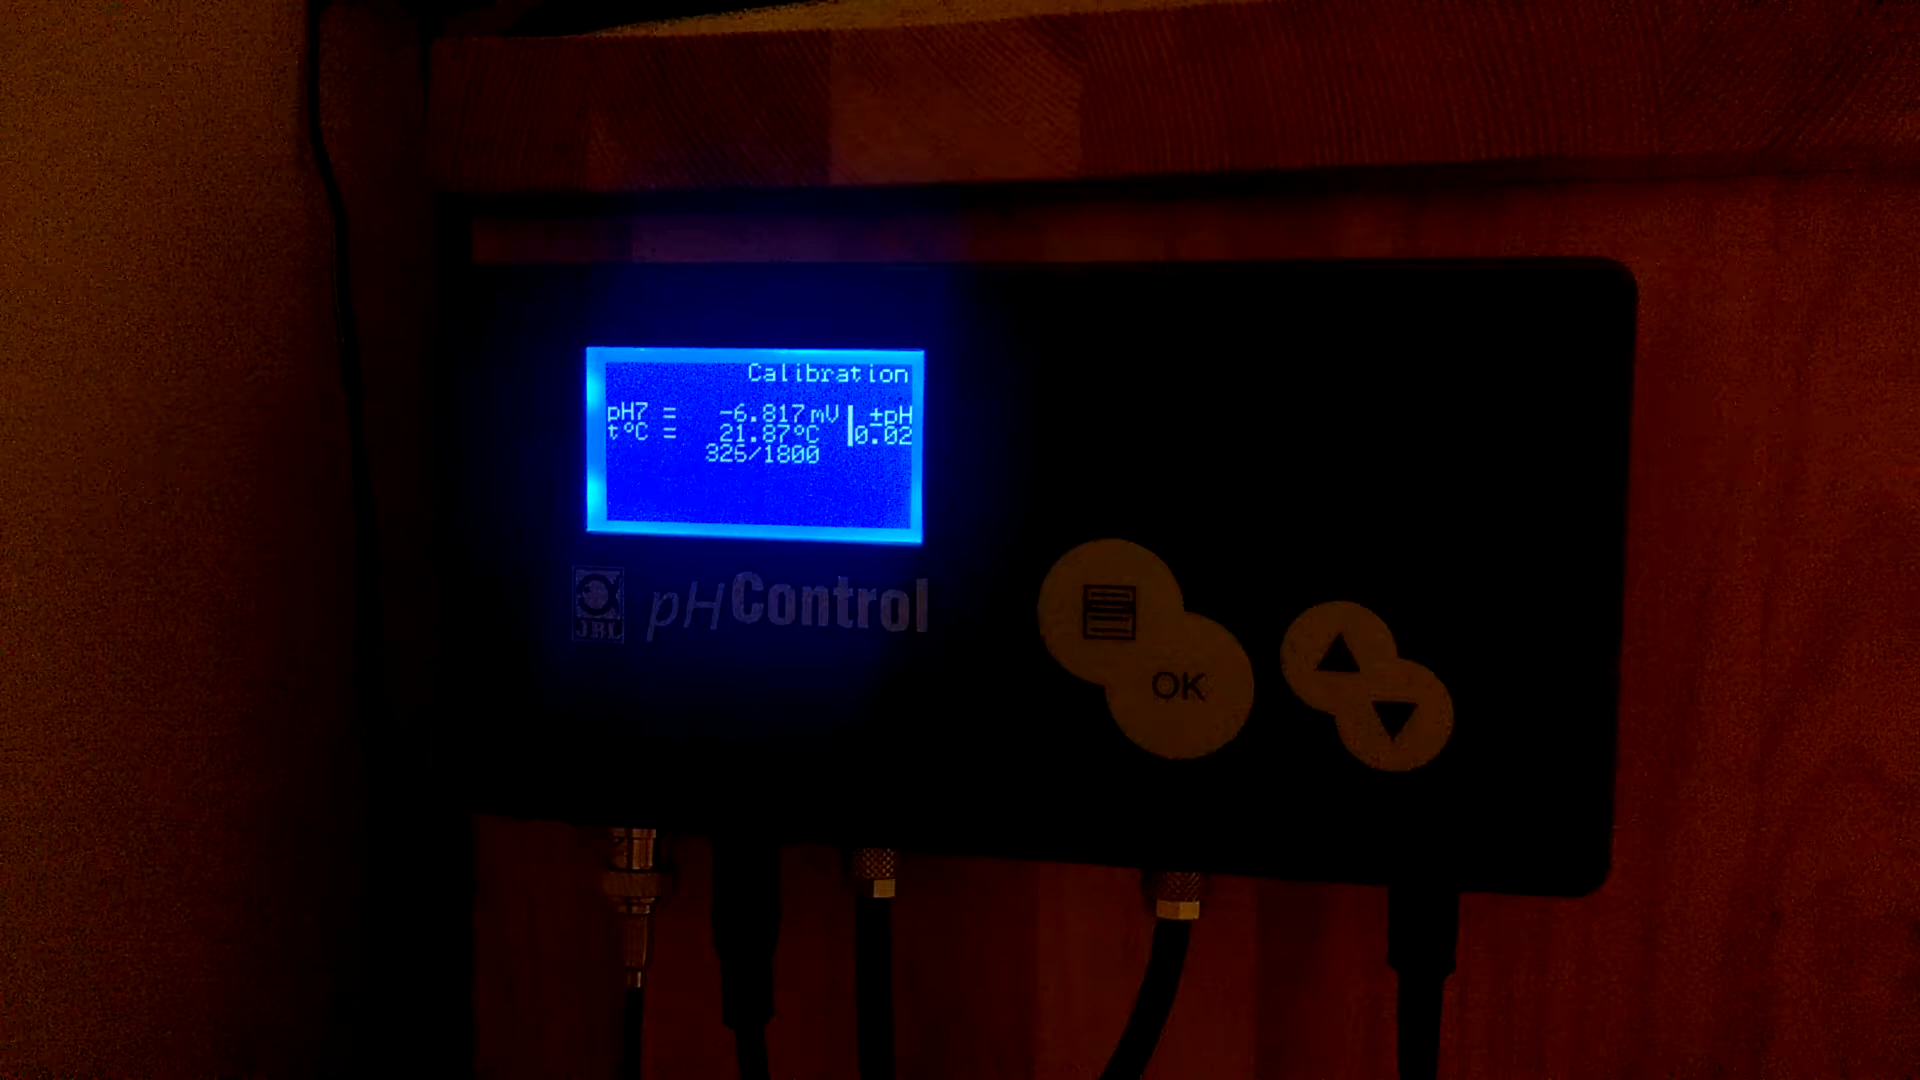 Calibration
pH7 = -6.817mV ±pH
t°C = 21.87°C 0.02
326/1800
JBL pHControl
OK